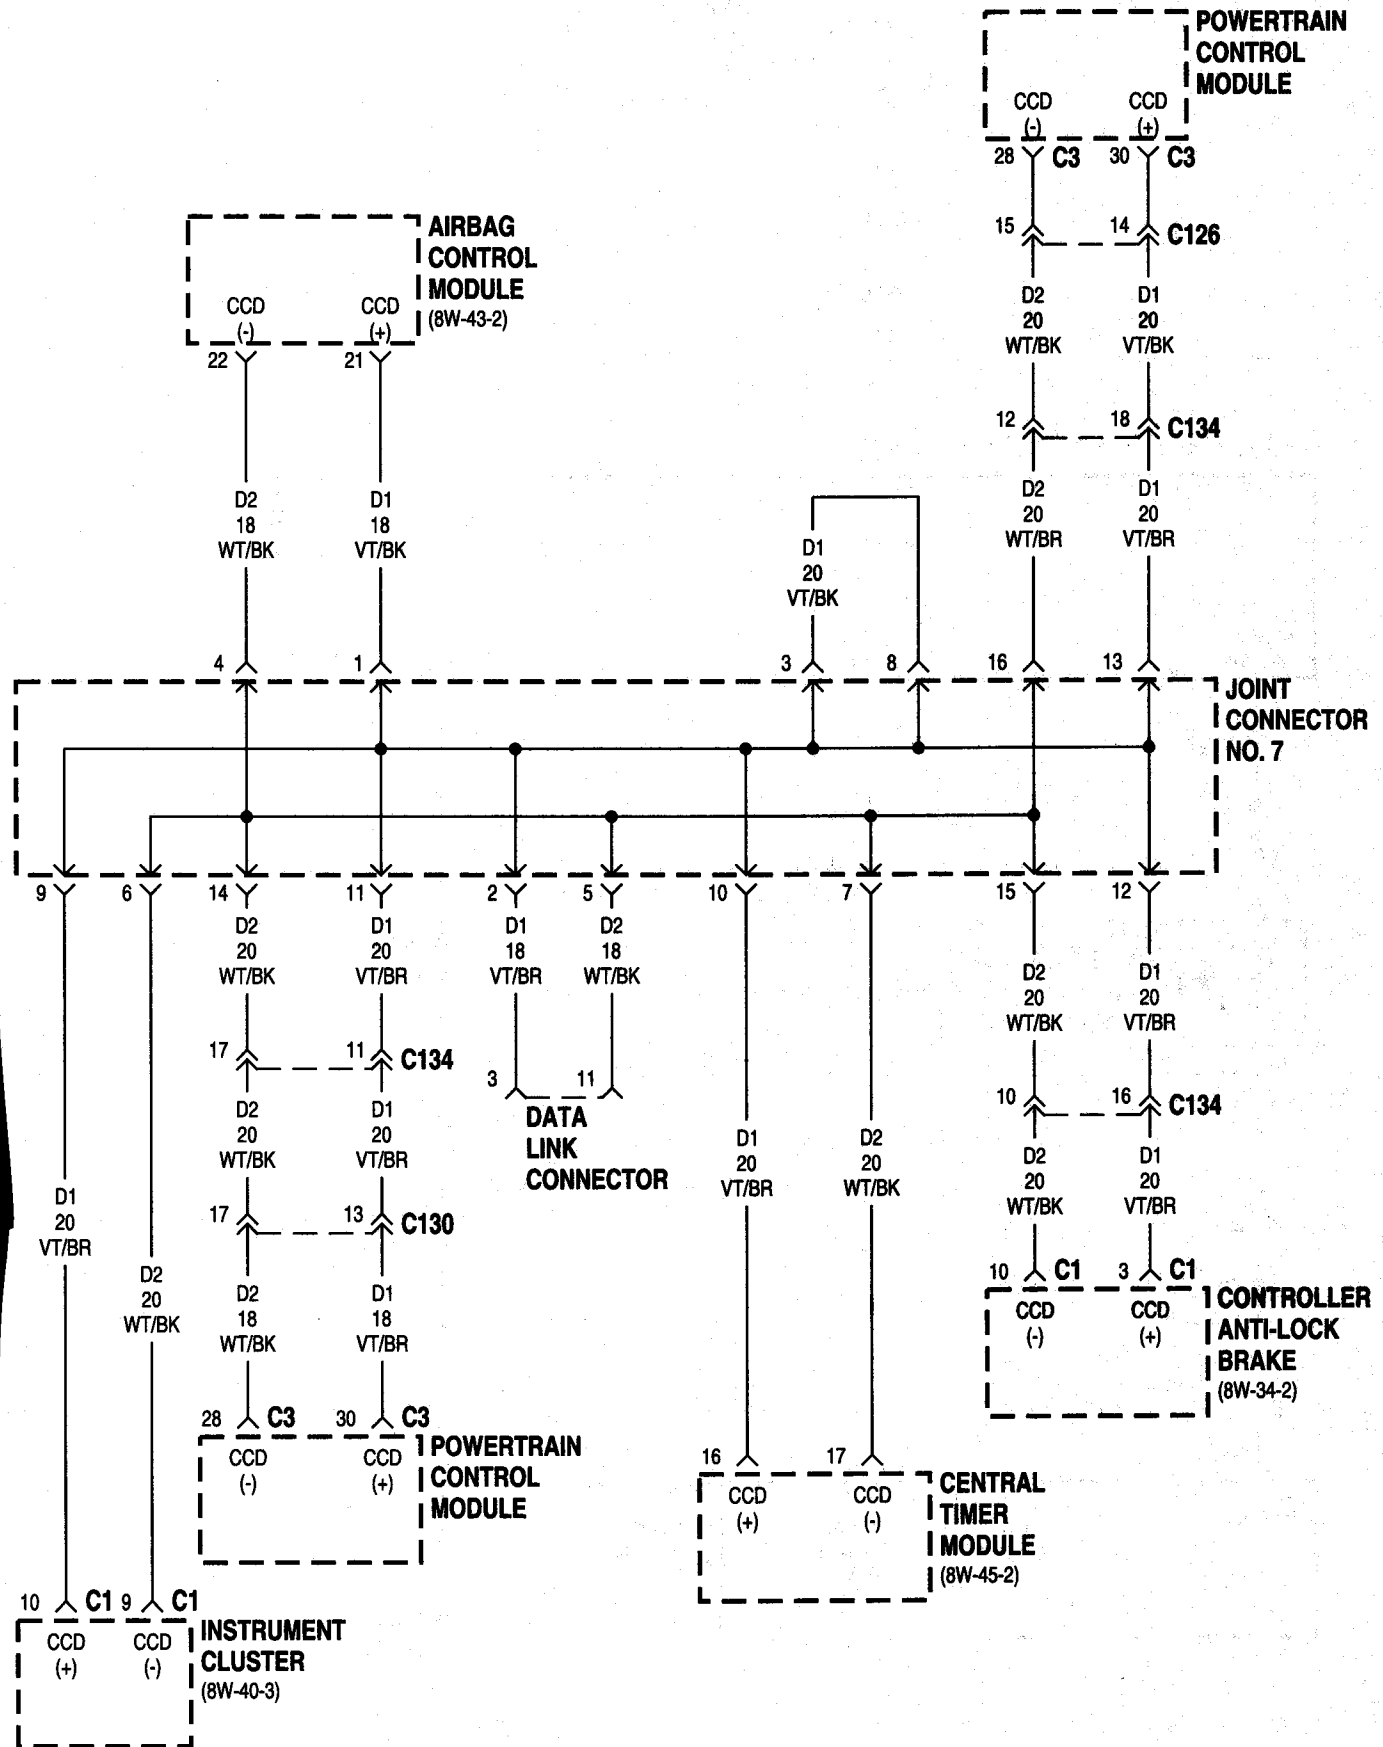 POWERTRAIN
CONTROL
MODULE
CCD
(-)
CCD
(+)
28
C3
30
C3
15
14
C126
D2
20
WT/BK
D1
20
VT/BK
12
18
C134
D2
20
WT/BR
D1
20
VT/BR
AIRBAG
CONTROL
MODULE
(8W-43-2)
CCD
(-)
CCD
(+)
22
21
D2
18
WT/BK
D1
18
VT/BK
D1
20
VT/BK
4
1
3
8
16
13
JOINT
CONNECTOR
NO. 7
9
6
14
11
2
5
10
7
15
12
D2
20
WT/BK
D1
20
VT/BR
D1
18
VT/BR
D2
18
WT/BK
D2
20
WT/BK
D1
20
VT/BR
17
11
C134
3
11
DATA
LINK
CONNECTOR
10
16
C134
D2
20
WT/BK
D1
20
VT/BR
D1
20
VT/BR
D2
20
WT/BK
D2
20
WT/BK
D1
20
VT/BR
D1
20
VT/BR
17
13
C130
D2
20
WT/BK
D2
18
WT/BK
D1
18
VT/BR
10
C1
3
C1
CCD
(-)
CCD
(+)
CONTROLLER
ANTI-LOCK
BRAKE
(8W-34-2)
28
C3
30
C3
CCD
(-)
CCD
(+)
POWERTRAIN
CONTROL
MODULE
16
17
CCD
(+)
CCD
(-)
CENTRAL
TIMER
MODULE
(8W-45-2)
10
C1
9
C1
CCD
(+)
CCD
(-)
INSTRUMENT
CLUSTER
(8W-40-3)